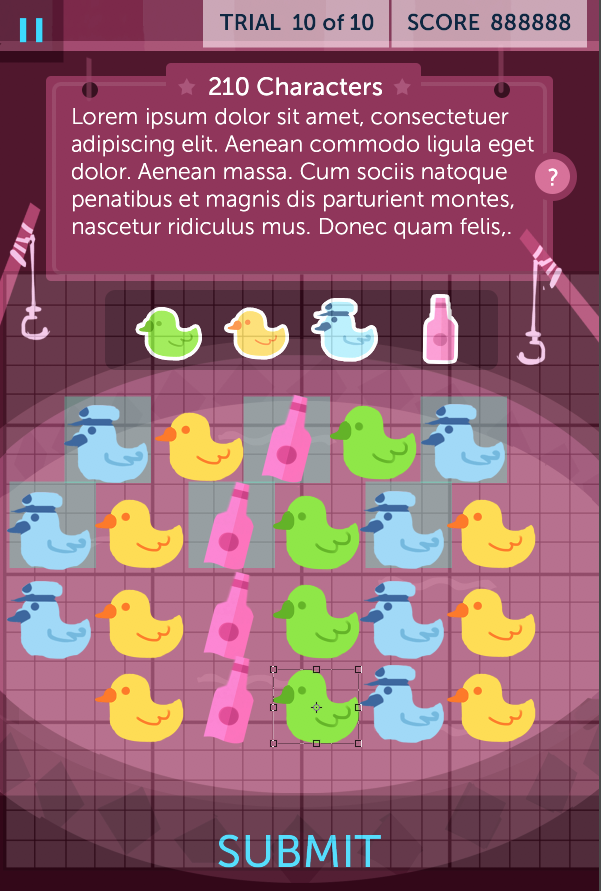 TRIAL 10 of 10 SCORE 888888
210 Characters
Lorem ipsum dolor sit amet, consectetuer
adipiscing elit. Aenean commodo ligula eget
dolor. Aenean massa. Cum sociis natoque
?
penatibus et magnis dis parturient montes,
nascetur ridiculus mus. Donec quam felis,.
SUBMIT